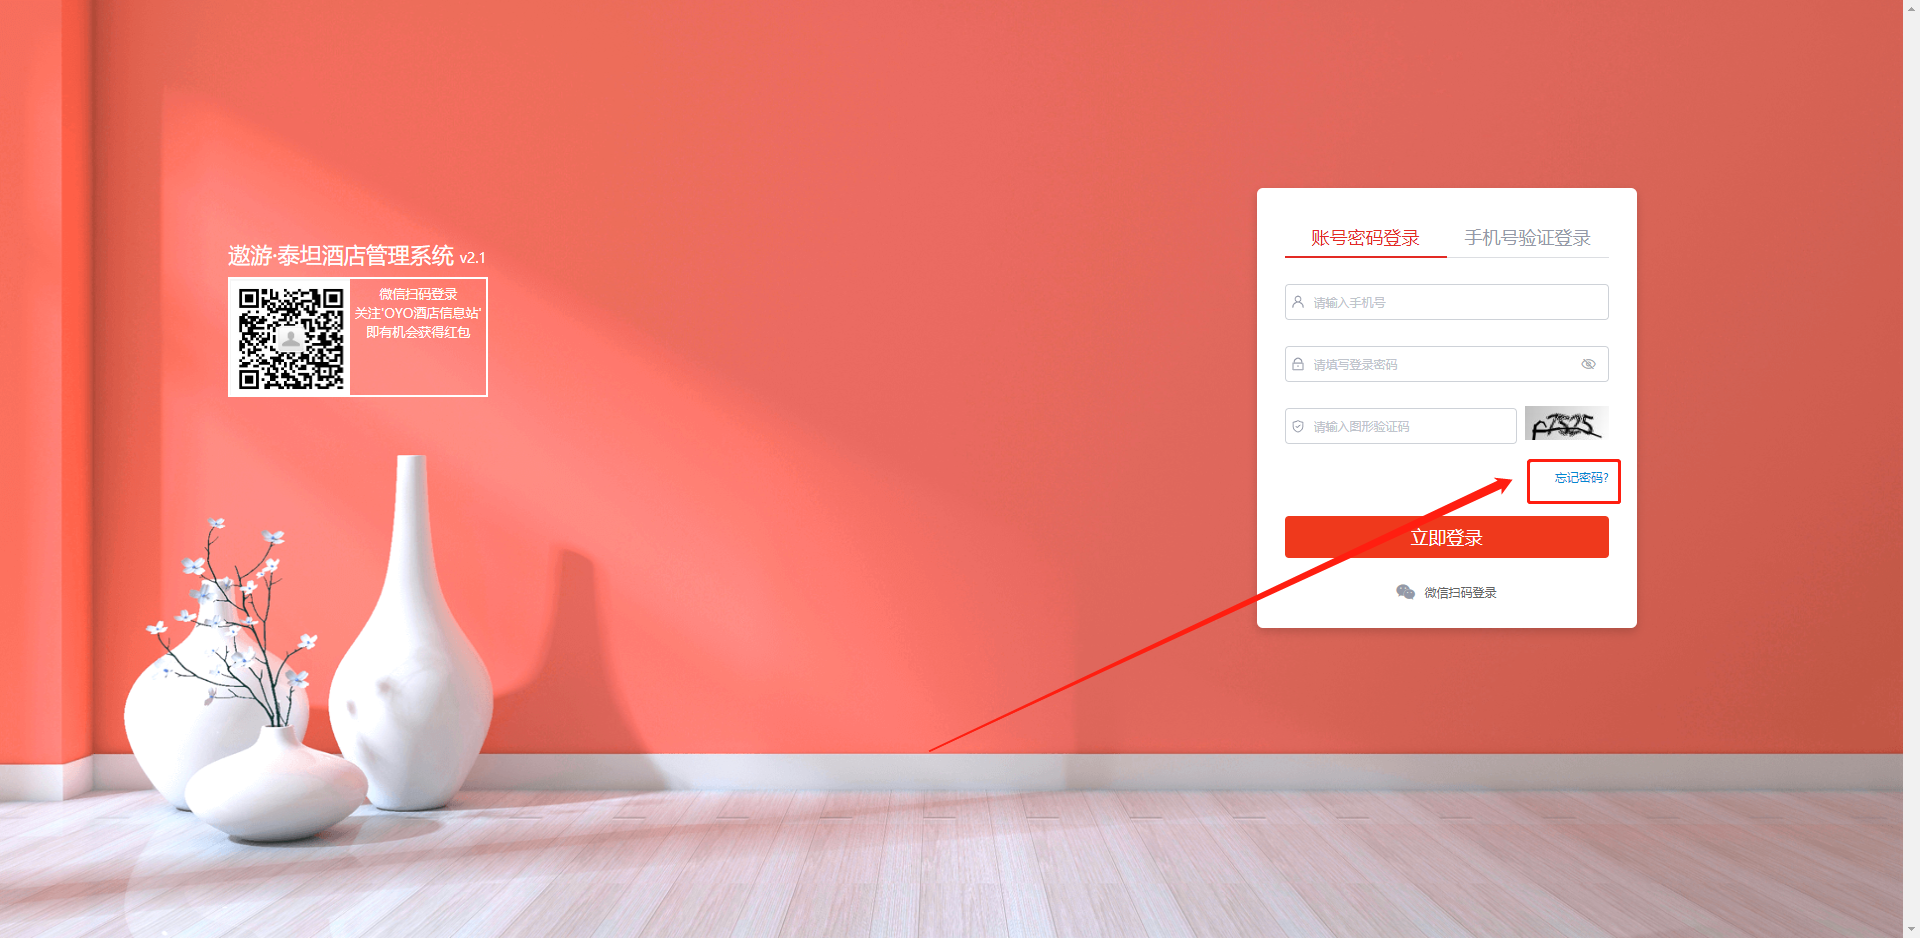 遨游·泰坦酒店管理系统 v2.1
微信扫码登录
关注'OYO酒店信息站'
即有机会获得红包
账号密码登录 手机号验证登录
请输入手机号
请填写登录密码
请输入图形验证码
忘记密码?
立即登录
微信扫码登录